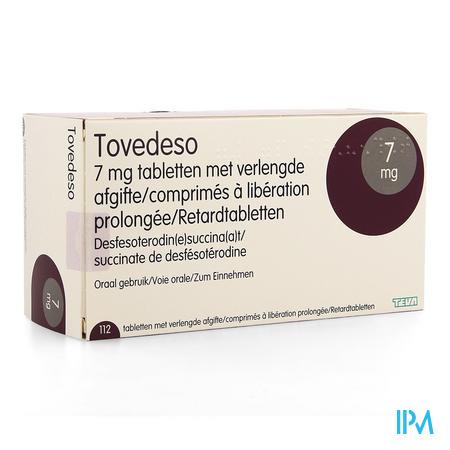 Tovedeso
7 mg
Tovedeso
7 mg tabletten met verlengde
afgifte/comprimés à libération
prolongée/Retardtabletten
Desfesoterodin(e)succina(a)t/
succinate de desfésotérodine
Oraal gebruik/Voie orale/Zum Einnehmen
112 tabletten met verlengde afgifte/comprimés à libération prolongée/Retardtabletten
7
mg
TEVA
IPM